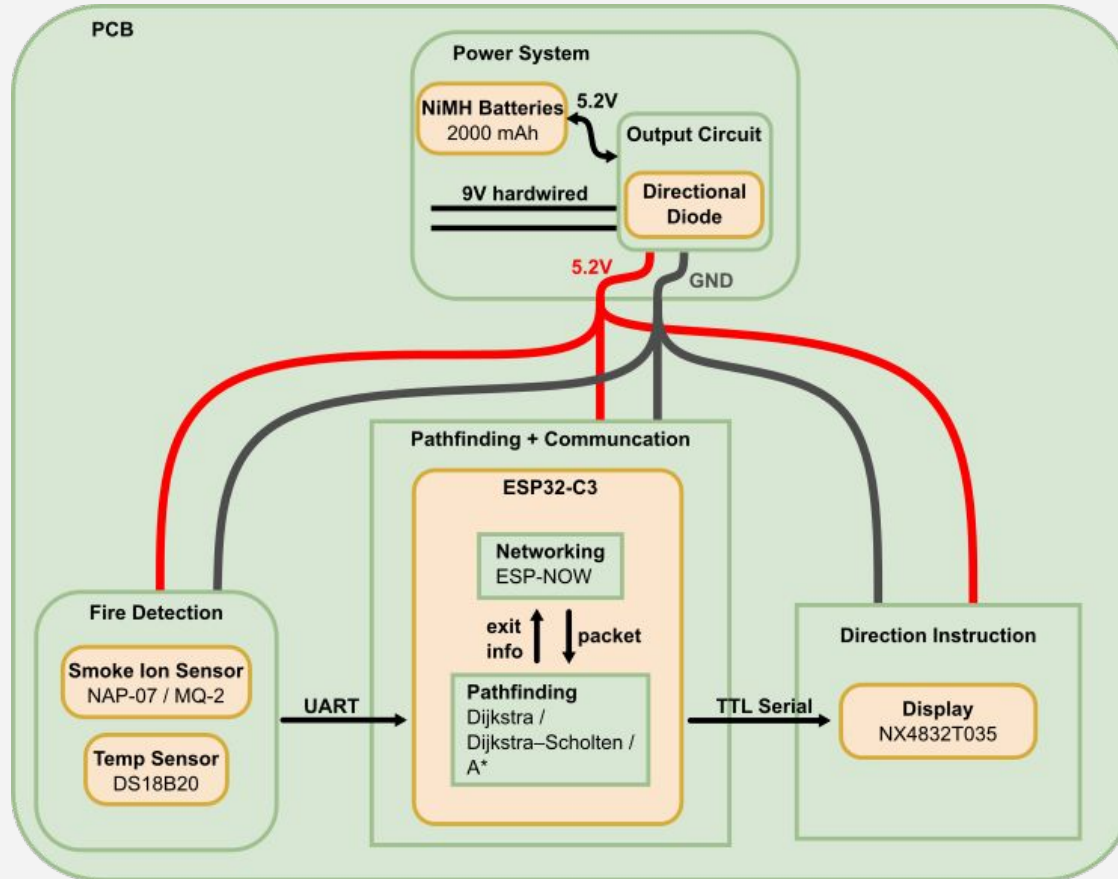 PCB
Power System
NiMH Batteries
2000 mAh
5.2V
Output Circuit
Directional
Diode
9V hardwired
5.2V
GND
Pathfinding + Communcation
ESP32-C3
Networking
ESP-NOW
exit
info
packet
Pathfinding
Dijkstra /
Dijkstra–Scholten /
A*
Fire Detection
Smoke Ion Sensor
NAP-07 / MQ-2
Temp Sensor
DS18B20
UART
TTL Serial
Direction Instruction
Display
NX4832T035